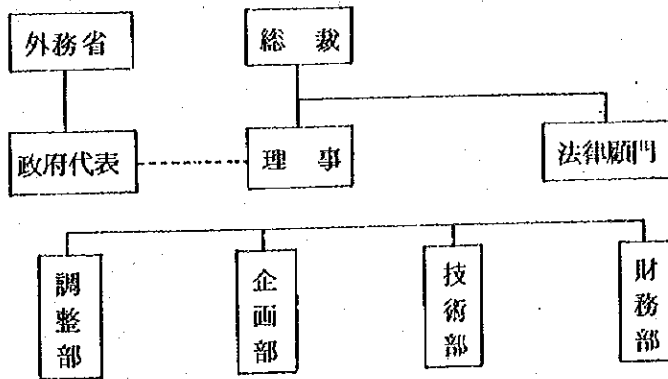 外務省
総裁
政府代表
理事
法律顧問
調整部
企画部
技術部
財務部